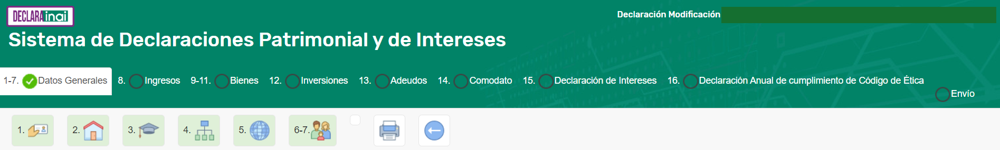 DECLARAinai
Declaración Modificación
Sistema de Declaraciones Patrimonial y de Intereses
1-7. Datos Generales 8. Ingresos 9-11. Bienes 12. Inversiones 13. Adeudos 14. Comodato 15. Declaración de Intereses 16. Declaración Anual de cumplimiento de Código de Ética
Envío
1. 2. 3. 4. 5. 6-7.